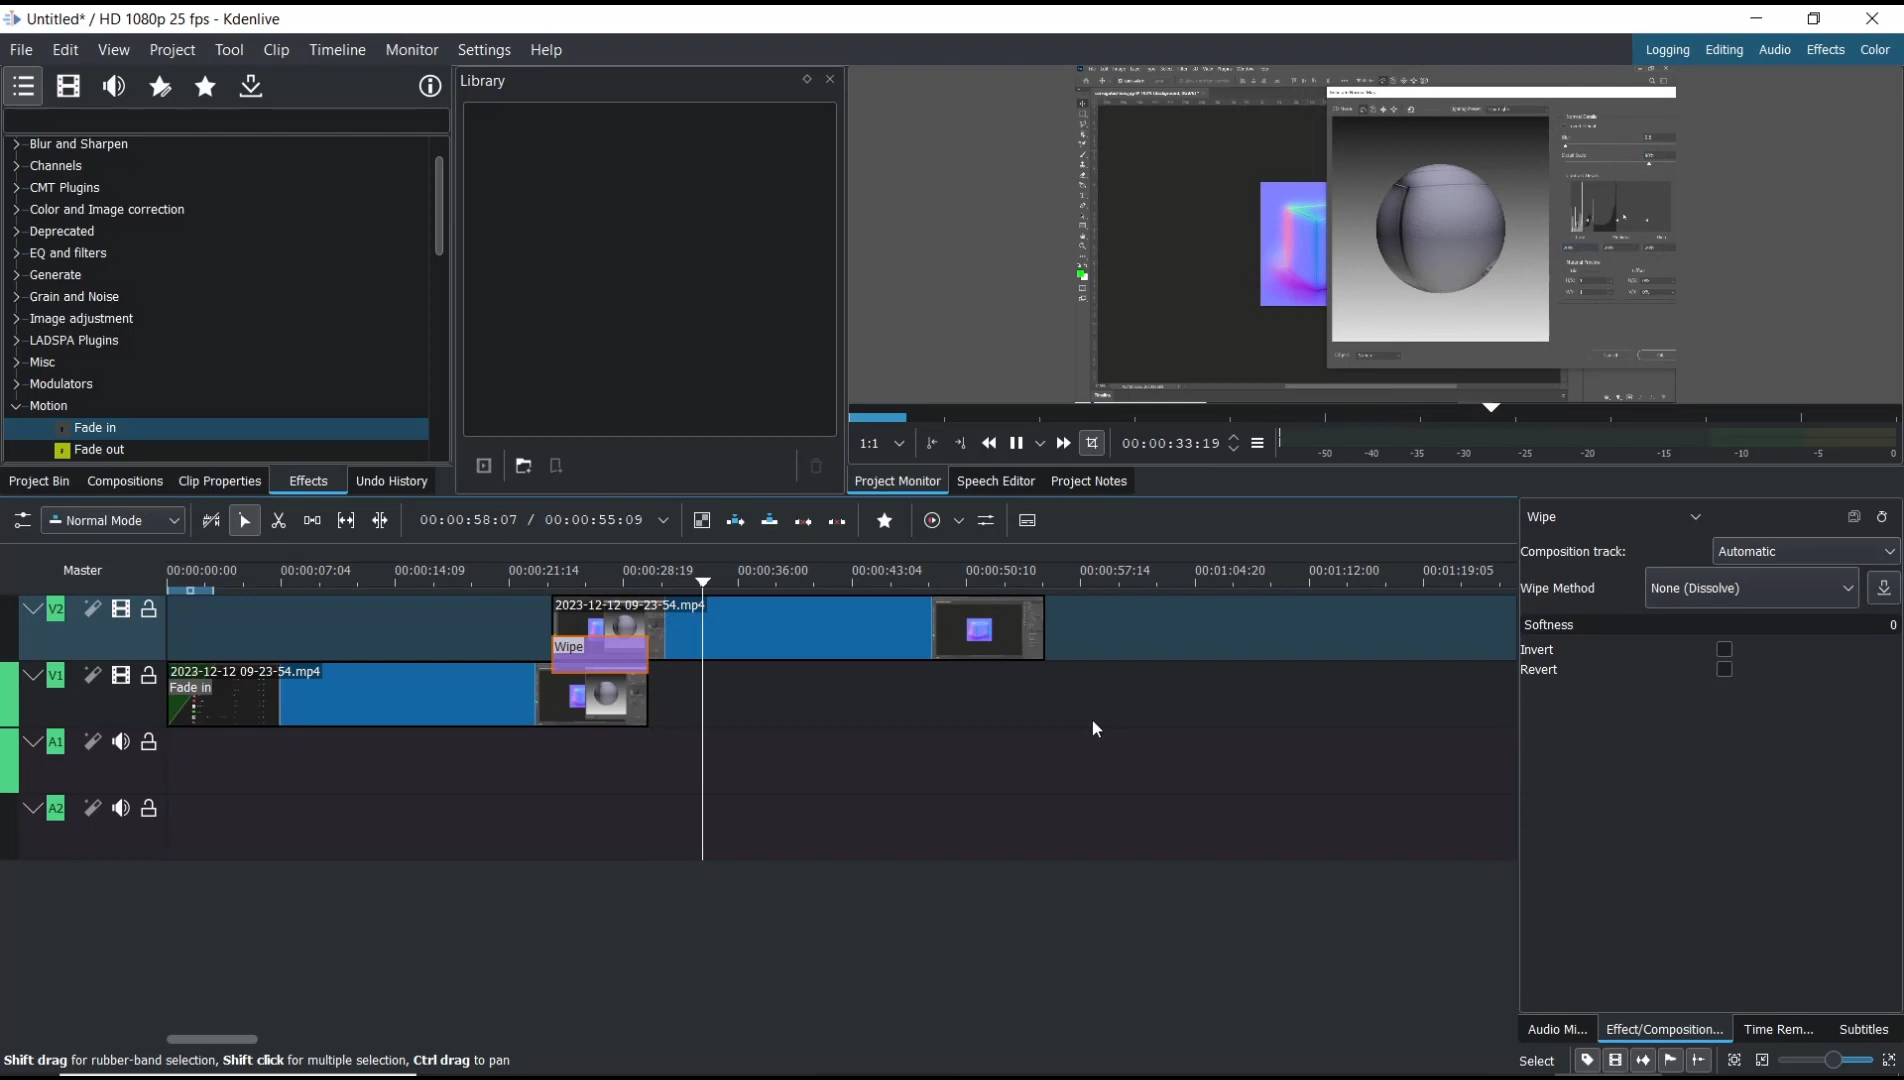 Untitled* / HD 1080p 25 fps - Kdenlive
File Edit View Project Tool Clip Timeline Monitor Settings Help
Logging Editing Audio Effects Color
Library
Blur and Sharpen
Channels
CMT Plugins
Color and Image correction
Deprecated
EQ and filters
Generate
Grain and Noise
Image adjustment
LADSPA Plugins
Misc
Modulators
Motion
Fade in
Fade out
1:1
00:00:33:19
-50 -40 -35 -30 -25 -20 -15 -10 -5 0
Project Bin Compositions Clip Properties Effects Undo History
Project Monitor Speech Editor Project Notes
Normal Mode
00:00:58:07 / 00:00:55:09
Master
00:00:00:00 00:00:07:04 00:00:14:09 00:00:21:14 00:00:28:19 00:00:36:00 00:00:43:04 00:00:50:10 00:00:57:14 00:01:04:20 00:01:12:00 00:01:19:05
V2
2023-12-12 09-23-54.mp4
Wipe
V1
2023-12-12 09-23-54.mp4
Fade in
A1
A2
Wipe
Composition track: Automatic
Wipe Method None (Dissolve)
Softness 0
Invert
Revert
Audio Mi... Effect/Composition... Time Rem... Subtitles
Shift drag for rubber-band selection, Shift click for multiple selection, Ctrl drag to pan
Select